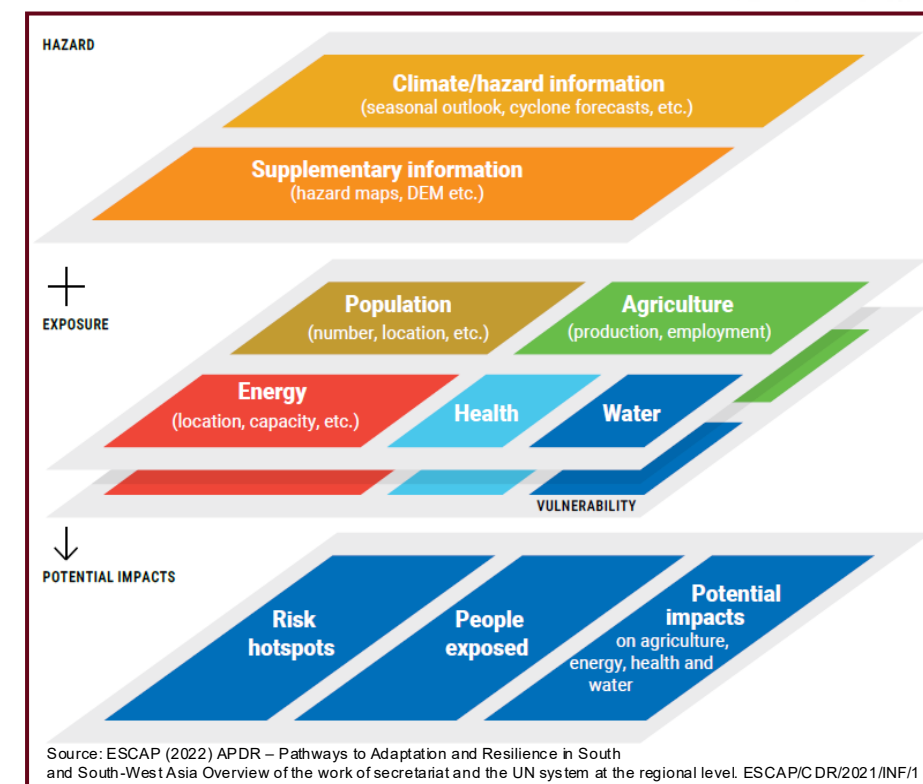 HAZARD
Climate/hazard information
(seasonal outlook, cyclone forecasts, etc.)
Supplementary information
(hazard maps, DEM etc.)
EXPOSURE
Population
(number, location, etc.)
Agriculture
(production, employment)
Energy
(location, capacity, etc.)
Health
Water
VULNERABILITY
POTENTIAL IMPACTS
Risk
hotspots
People
exposed
Potential
impacts
on agriculture,
energy, health and
water
Source: ESCAP (2022) APDR – Pathways to Adaptation and Resilience in South
and South-West Asia Overview of the work of secretariat and the UN system at the regional level. ESCAP/CDR/2021/INF/1